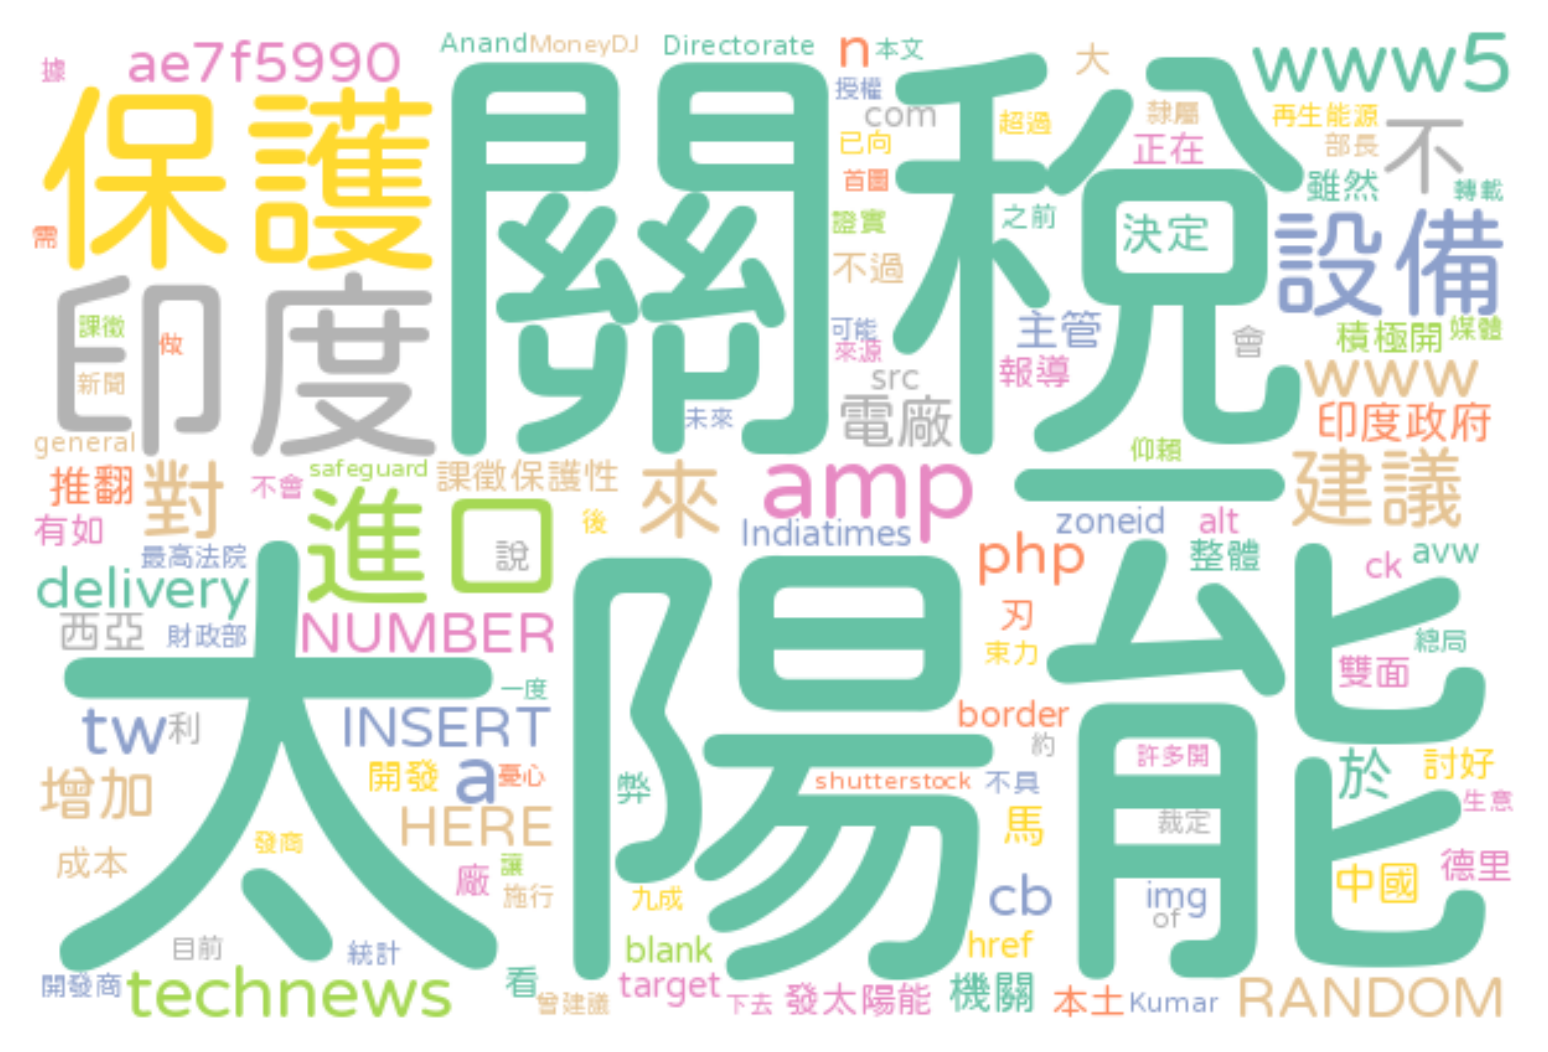 據
ae7f5990
Anand
MoneyDJ
Directorate
n
本文
大
www5
保護
關稅
授權
com
超過
隸屬
再生能源
已向
正在
部長
不
首圖
雖然
轉載
需
證實
之前
決定
設備
不過
印度
課徵
做
可能
主管
會
積極開
媒體
來源
新聞
src
報導
www
電廠
印度政府
未來
general
仰賴
推翻
對
不會
safeguard
課徵保護性
來
amp
一
建議
有如
進口
後
Indiatimes
zoneid
alt
最高法院
說
php
整體
ck
avw
delivery
太陽能
西亞
財政部
NUMBER
刃
束力
雙面
總局
一度
tw
利
INSERT
border
約
許多開
於
討好
增加
開發
a
憂心
弊
shutterstock
不具
生意
HERE
馬
裁定
發商
成本
廠
讓
施行
九成
cb
img
of
中國
德里
目前
統計
blank
href
開發商
technews
看
曾建議
target
下去
發太陽能
機關
本土
Kumar
RANDOM